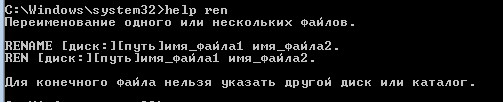 C:\Windows\system32>help ren
Переименование одного или нескольких файлов.
RENAME [диск:][путь]имя_файла1 имя_файла2.
REN [диск:][путь]имя_файла1 имя_файла2.
Для конечного файла нельзя указать другой диск или каталог.